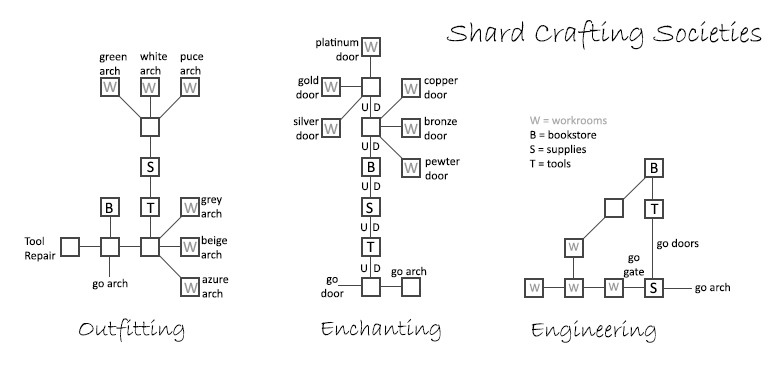 Shard Crafting Societies
green
arch
white
arch
puce
arch
W
W
W
S
B
T
W
grey
arch
Tool
Repair
W
beige
arch
go arch
W
azure
arch
Outfitting
platinum
door
W
gold
door
W
W
copper
door
U D
silver
door
W
W
bronze
door
U D
B
W
pewter
door
U D
S
U D
T
U D
go
door
go arch
Enchanting
W = workrooms
B = bookstore
S = supplies
T = tools
B
T
W
go doors
go
gate
W
W
W
S
go arch
Engineering